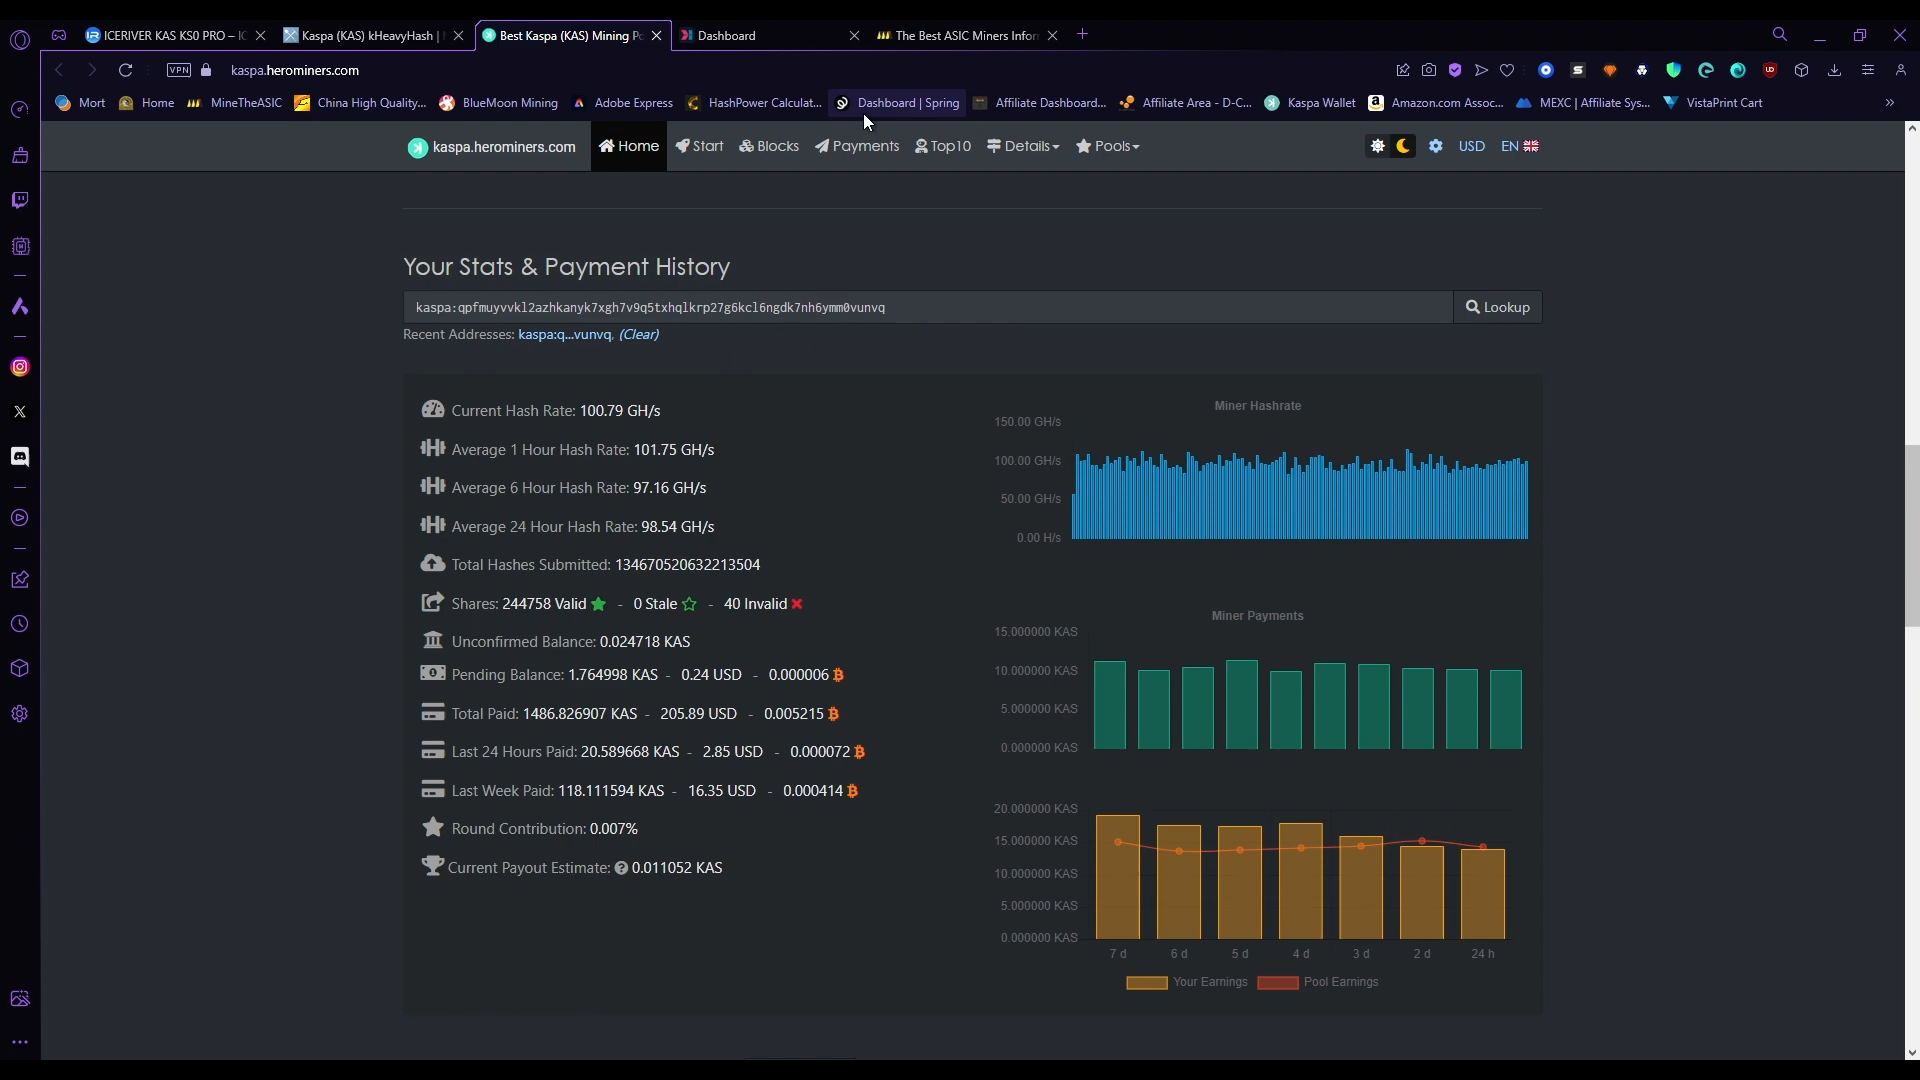 ICERIVER KAS KS0 PRO – IC
Kaspa (KAS) kHeavyHash |
Best Kaspa (KAS) Mining Po
Dashboard
The Best ASIC Miners Infor
VPN
kaspa.herominers.com
Mort
Home
MineTheASIC
China High Quality...
BlueMoon Mining
Adobe Express
HashPower Calculat...
Dashboard | Spring
Affiliate Dashboard...
Affiliate Area - D-C...
Kaspa Wallet
Amazon.com Assoc...
MEXC | Affiliate Sys...
VistaPrint Cart
kaspa.herominers.com
Home
Start
Blocks
Payments
Top10
Details
Pools
USD
EN
Your Stats & Payment History
kaspa:qpfmuyvvkl2azhkanyk7xgh7v9q5txhqlkrp27g6kcl6ngdk7nh6ymm0vunvq
Lookup
Recent Addresses: kaspa:q...vunvq, (Clear)
Current Hash Rate: 100.79 GH/s
Average 1 Hour Hash Rate: 101.75 GH/s
Average 6 Hour Hash Rate: 97.16 GH/s
Average 24 Hour Hash Rate: 98.54 GH/s
Total Hashes Submitted: 134670520632213504
Shares: 244758 Valid - 0 Stale - 40 Invalid
Unconfirmed Balance: 0.024718 KAS
Pending Balance: 1.764998 KAS - 0.24 USD - 0.000006
Total Paid: 1486.826907 KAS - 205.89 USD - 0.005215
Last 24 Hours Paid: 20.589668 KAS - 2.85 USD - 0.000072
Last Week Paid: 118.111594 KAS - 16.35 USD - 0.000414
Round Contribution: 0.007%
Current Payout Estimate: 0.011052 KAS
Miner Hashrate
150.00 GH/s
100.00 GH/s
50.00 GH/s
0.00 H/s
Miner Payments
15.000000 KAS
10.000000 KAS
5.000000 KAS
0.000000 KAS
20.000000 KAS
15.000000 KAS
10.000000 KAS
5.000000 KAS
0.000000 KAS
7 d
6 d
5 d
4 d
3 d
2 d
24 h
Your Earnings
Pool Earnings